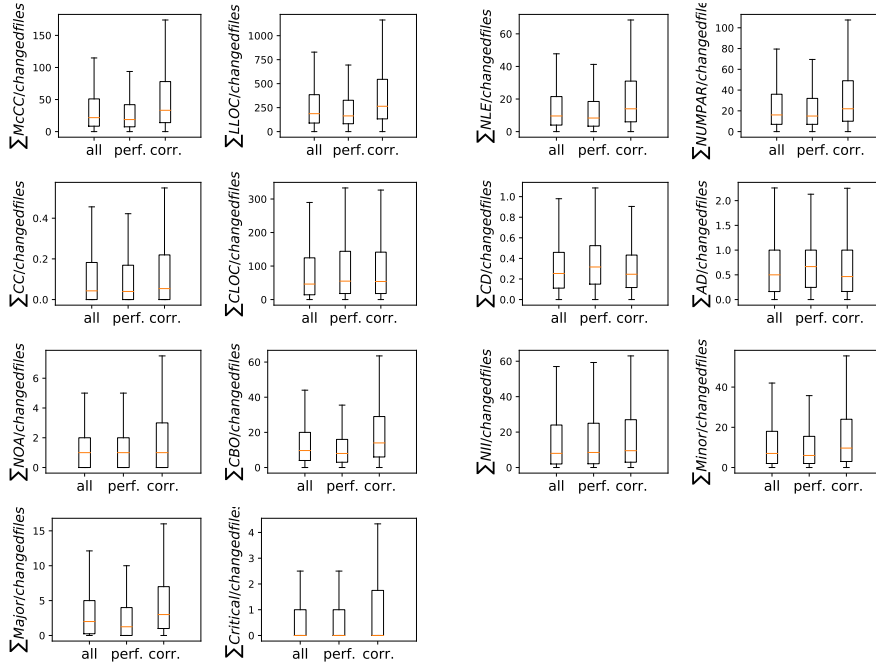 ∑McCC/changedfiles
150
100
50
0
all perf. corr.
∑LLOC/changedfiles
1000
750
500
250
0
all perf. corr.
∑NLE/changedfiles
60
40
20
0
all perf. corr.
∑NUMPAR/changedfiles
100
80
60
40
20
0
all perf. corr.
∑CC/changedfiles
0.4
0.2
0.0
all perf. corr.
∑CLOC/changedfiles
300
200
100
0
all perf. corr.
∑CD/changedfiles
1.0
0.8
0.6
0.4
0.2
0.0
all perf. corr.
∑AD/changedfiles
2.0
1.5
1.0
0.5
0.0
all perf. corr.
∑NOA/changedfiles
6
4
2
0
all perf. corr.
∑CBO/changedfiles
60
40
20
0
all perf. corr.
∑NII/changedfiles
60
40
20
0
all perf. corr.
∑Minor/changedfiles
40
20
0
all perf. corr.
∑Major/changedfiles
15
10
5
0
all perf. corr.
∑Critical/changedfiles
4
3
2
1
0
all perf. corr.